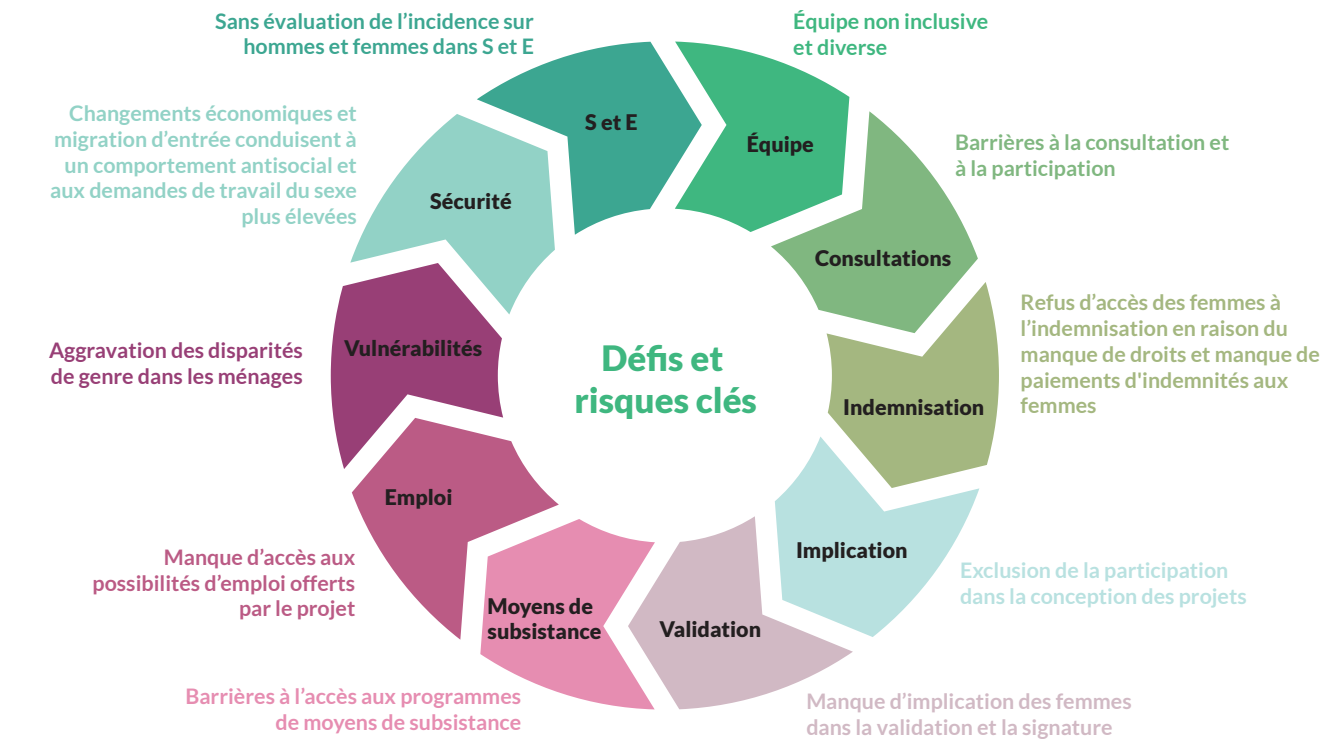 Sans évaluation de l’incidence sur
hommes et femmes dans S et E
Équipe non inclusive
et diverse
S et E
Équipe
Changements économiques et
migration d’entrée conduisent à
un comportement antisocial et
aux demandes de travail du sexe
plus élevées
Barrières à la consultation et
à la participation
Sécurité
Consultations
Refus d’accès des femmes à
l’indemnisation en raison du
manque de droits et manque de
paiements d'indemnités aux
femmes
Aggravation des disparités
de genre dans les ménages
Vulnérabilités
Défis et
risques clés
Indemnisation
Emploi
Implication
Manque d’accès aux
possibilités d’emploi offerts
par le projet
Exclusion de la participation
dans la conception des projets
Moyens de
subsistance
Validation
Barrières à l’accès aux programmes
de moyens de subsistance
Manque d’implication des femmes
dans la validation et la signature